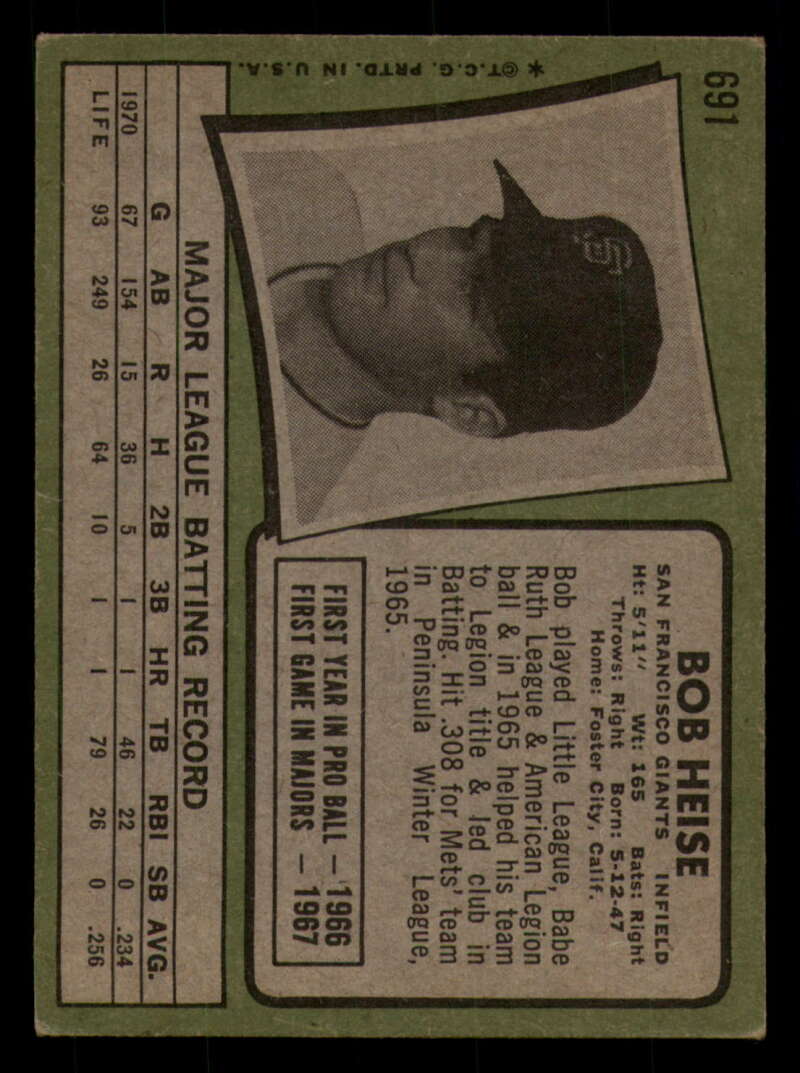 691
BOB HEISE
SAN FRANCISCO GIANTS INFIELD
Ht: 5'11" Wt: 165 Bats: Right
Throws: Right Born: 5-12-47
Home: Foster City, Calif.
Bob played Little League, Babe
Ruth League & American Legion
ball & in 1965 helped his team
to Legion title & led club in
Batting. Hit .308 for Mets' team
in Peninsula Winter League,
1965.
FIRST YEAR IN PRO BALL — 1966
FIRST GAME IN MAJORS — 1967
SF
* ©T.C.G. PRTD. IN U.S.A.
MAJOR LEAGUE BATTING RECORD
G AB R H 2B 3B HR TB RBI SB AVG.
1970 67 154 15 36 5 1 1 46 22 0 .234
LIFE 93 249 26 64 10 1 1 79 26 0 .256